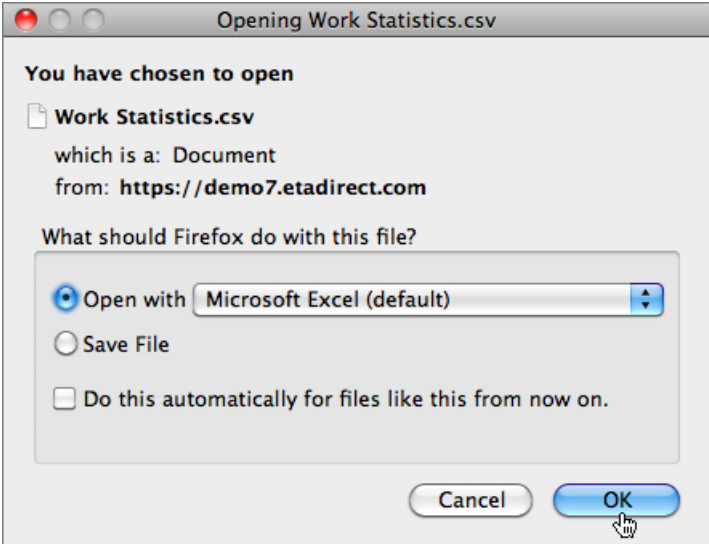 Opening Work Statistics.csv
You have chosen to open
Work Statistics.csv
which is a: Document
from: https://demo7.etadirect.com
What should Firefox do with this file?
Open with Microsoft Excel (default)
Save File
Do this automatically for files like this from now on.
Cancel OK